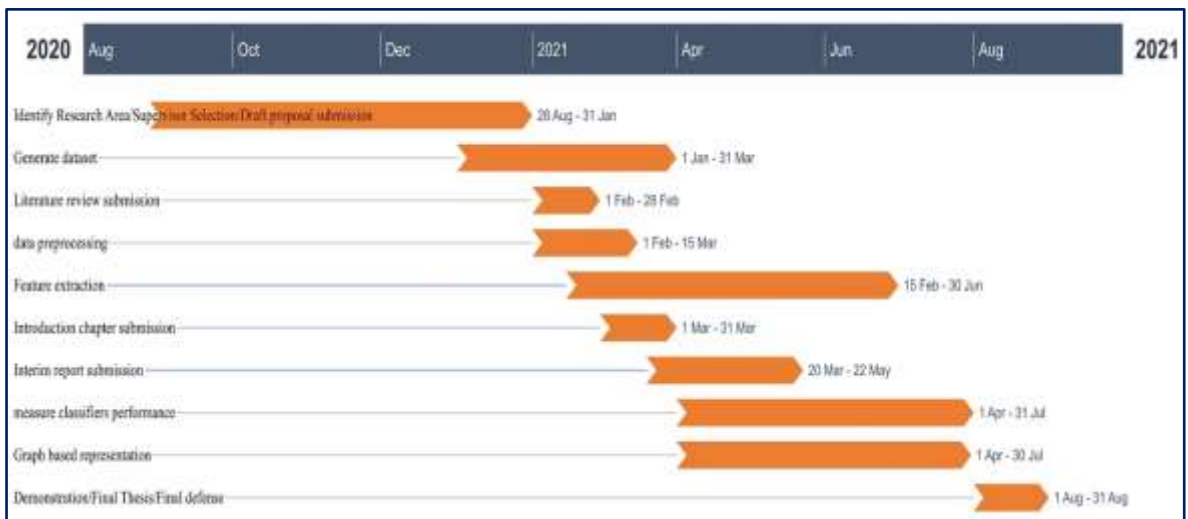 2020 Aug Oct Dec 2021 Apr Jun Aug 2021
Identify Research Area/Supervisor Selection/Draft proposal submission 28 Aug - 31 Jan
Generate dataset 1 Jan - 31 Mar
Literature review submission 1 Feb - 28 Feb
data preprocessing 1 Feb - 15 Mar
Feature extraction 15 Feb - 30 Jun
Introduction chapter submission 1 Mar - 31 Mar
Interim report submission 20 Mar - 22 May
measure classifiers performance 1 Apr - 31 Jul
Graph based representation 1 Apr - 30 Jul
Demonstration/Final Thesis/Final defense 1 Aug - 31 Aug